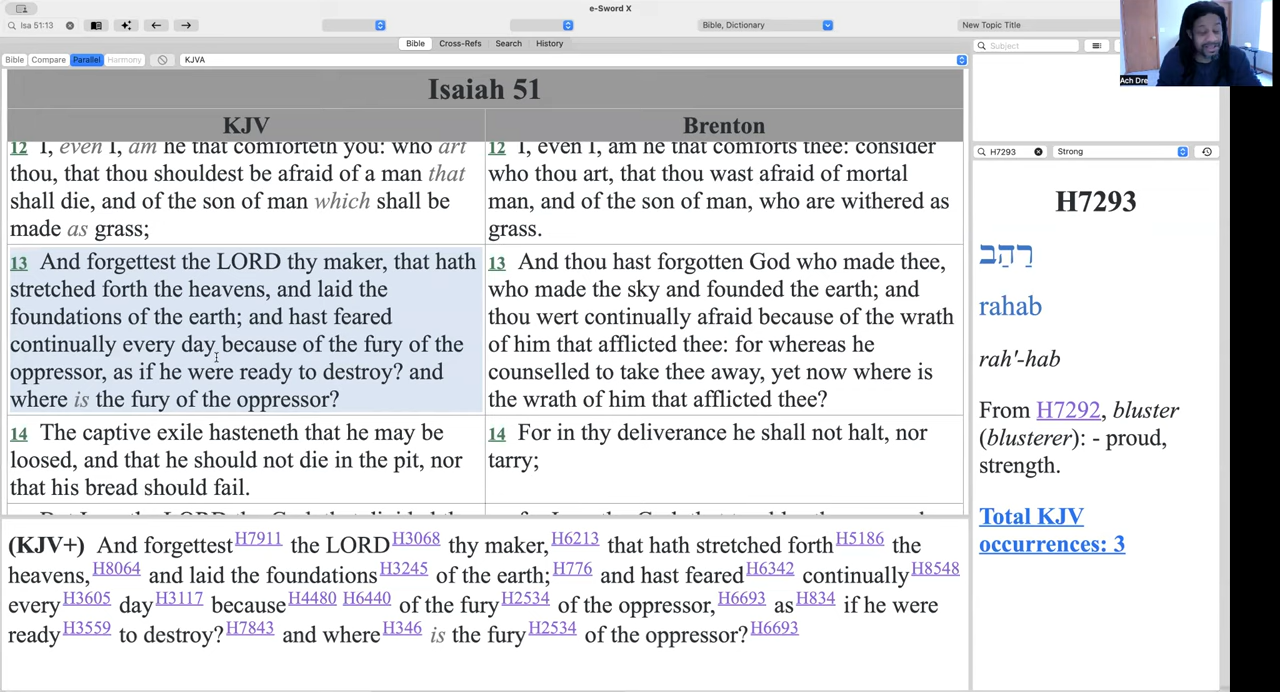 e-Sword X
Isa 51:13
Bible, Dictionary
New Topic Title
Bible Cross-Refs Search History
Bible Compare Parallel Harmony
KJVA
Subject
Ach Dre
Isaiah 51
KJV
12 I, even I, am he that comforteth you: who art
thou, that thou shouldest be afraid of a man that
shall die, and of the son of man which shall be
made as grass;
13 And forgettest the LORD thy maker, that hath
stretched forth the heavens, and laid the
foundations of the earth; and hast feared
continually every day because of the fury of the
oppressor, as if he were ready to destroy? and
where is the fury of the oppressor?
14 The captive exile hasteneth that he may be
loosed, and that he should not die in the pit, nor
that his bread should fail.
Brenton
12 I, even I, am he that comforts thee: consider
who thou art, that thou wast afraid of mortal
man, and of the son of man, who are withered as
grass.
13 And thou hast forgotten God who made thee,
who made the sky and founded the earth; and
thou wert continually afraid because of the wrath
of him that afflicted thee: for whereas he
counselled to take thee away, yet now where is
the wrath of him that afflicted thee?
14 For in thy deliverance he shall not halt, nor
tarry;
(KJV+) And forgettest H7911 the LORD H3068 thy maker, H6213 that hath stretched forth H5186 the
heavens, H8064 and laid the foundations H3245 of the earth; H776 and hast feared H6342 continually H8548
every H3605 day H3117 because H4480 H6440 of the fury H2534 of the oppressor, H6693 as H834 if he were
ready H3559 to destroy? H7843 and where H346 is the fury H2534 of the oppressor? H6693
H7293
Strong
H7293
רַהַב
rahab
rah'-hab
From H7292, bluster
(blusterer): - proud,
strength.
Total KJV
occurrences: 3